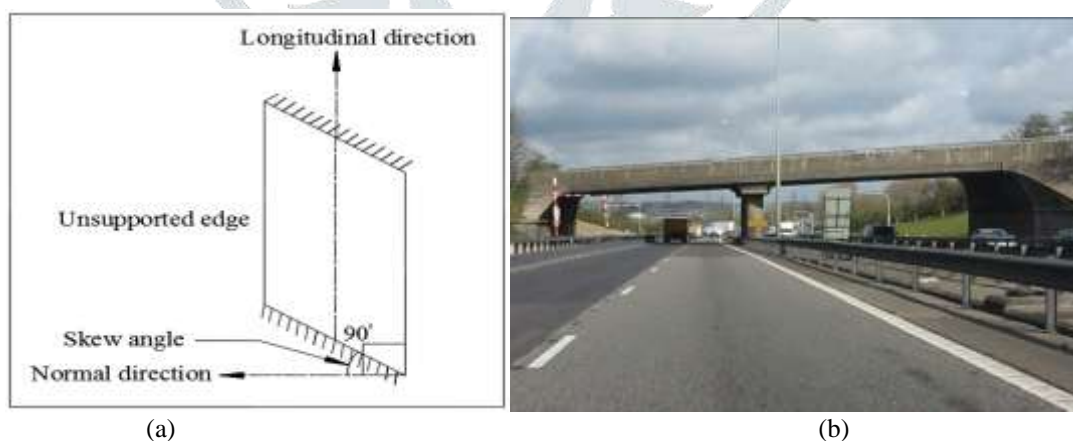 Longitudinal direction
Unsupported edge
90°
Skew angle
Normal direction
(a)
(b)